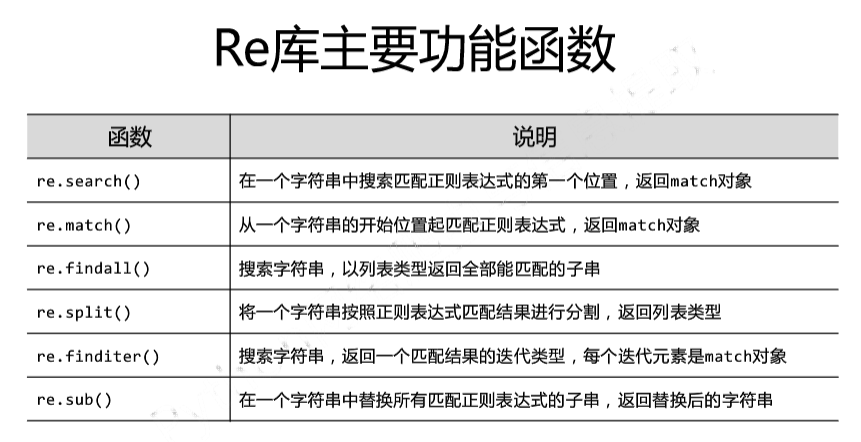 Re库主要功能函数
函数 说明
re.search() 在一个字符串中搜索匹配正则表达式的第一个位置，返回match对象
re.match() 从一个字符串的开始位置起匹配正则表达式，返回match对象
re.findall() 搜索字符串，以列表类型返回全部能匹配的子串
re.split() 将一个字符串按照正则表达式匹配结果进行分割，返回列表类型
re.finditer() 搜索字符串，返回一个匹配结果的迭代类型，每个迭代元素是match对象
re.sub() 在一个字符串中替换所有匹配正则表达式的子串，返回替换后的字符串